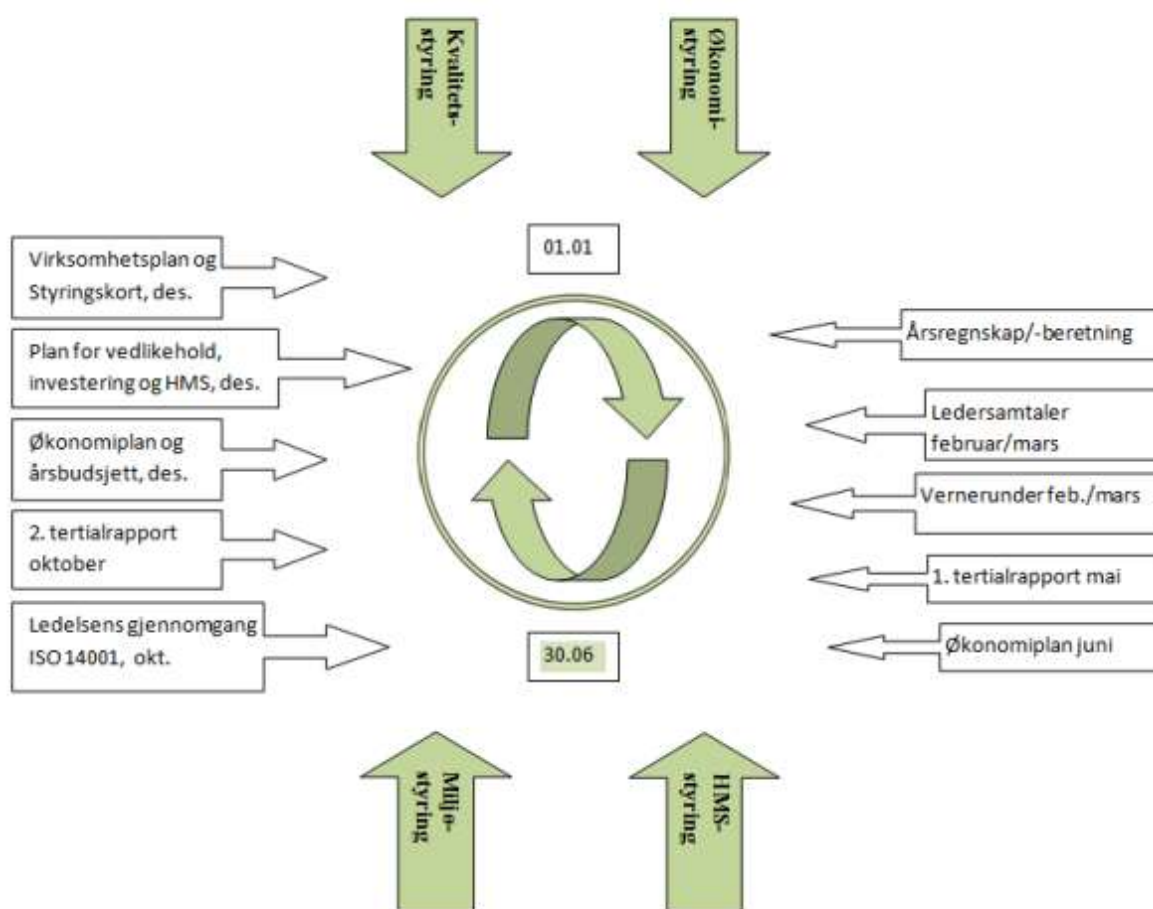 Kvalitets-
styring
Økonomi-
styring
01.01
Virksomhetsplan og
Styringskort, des.
Plan for vedlikehold,
investering og HMS, des.
Økonomiplan og
årsbudsjett, des.
2. tertialrapport
oktober
Ledelsens gjennomgang
ISO 14001, okt.
Årsregnskap/-beretning
Ledersamtaler
februar/mars
Vernerunder feb./mars
1. tertialrapport mai
Økonomiplan juni
30.06
Miljø-
styring
HMS-
styring